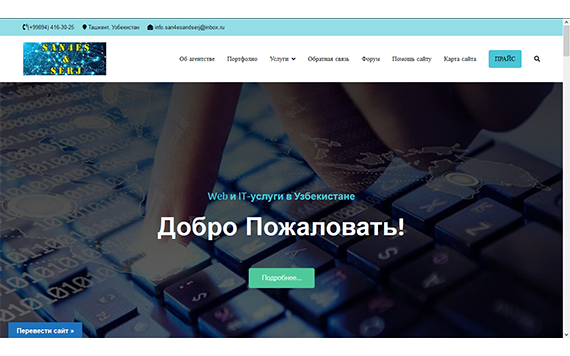 (+99894) 416-30-25 Ташкент, Узбекистан info.san4esandserj@inbox.ru
SAN4ES
&
SERJ
Об агентстве Портфолио Услуги Обратная связь Форум Помощь сайту Карта сайта ПРАЙС
Web и IT-услуги в Узбекистане
Добро Пожаловать!
Подробнее...
Перевести сайт »